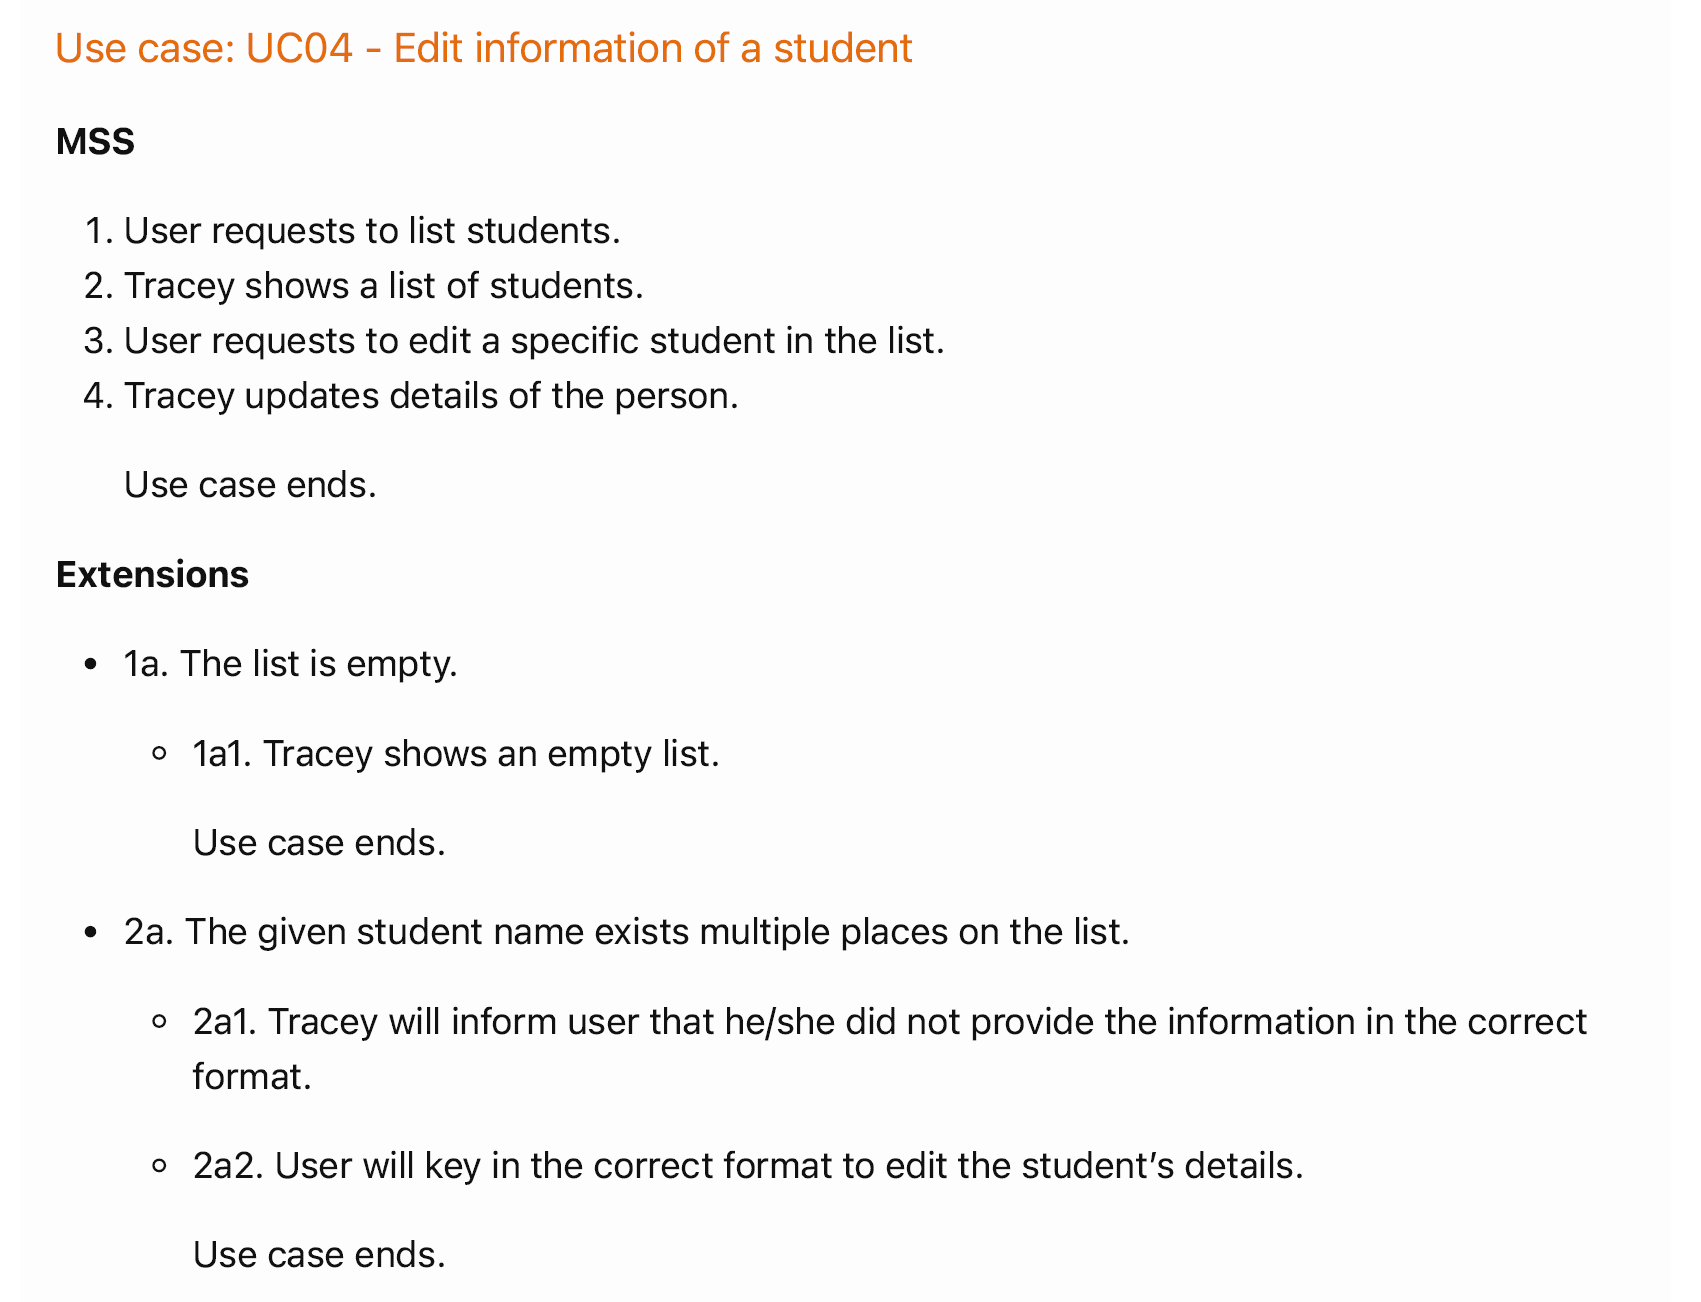 Use case: UC04 - Edit information of a student
MSS
1. User requests to list students.
2. Tracey shows a list of students.
3. User requests to edit a specific student in the list.
4. Tracey updates details of the person.
Use case ends.
Extensions
• 1a. The list is empty.
○ 1a1. Tracey shows an empty list.
Use case ends.
• 2a. The given student name exists multiple places on the list.
○ 2a1. Tracey will inform user that he/she did not provide the information in the correct
format.
○ 2a2. User will key in the correct format to edit the student’s details.
Use case ends.